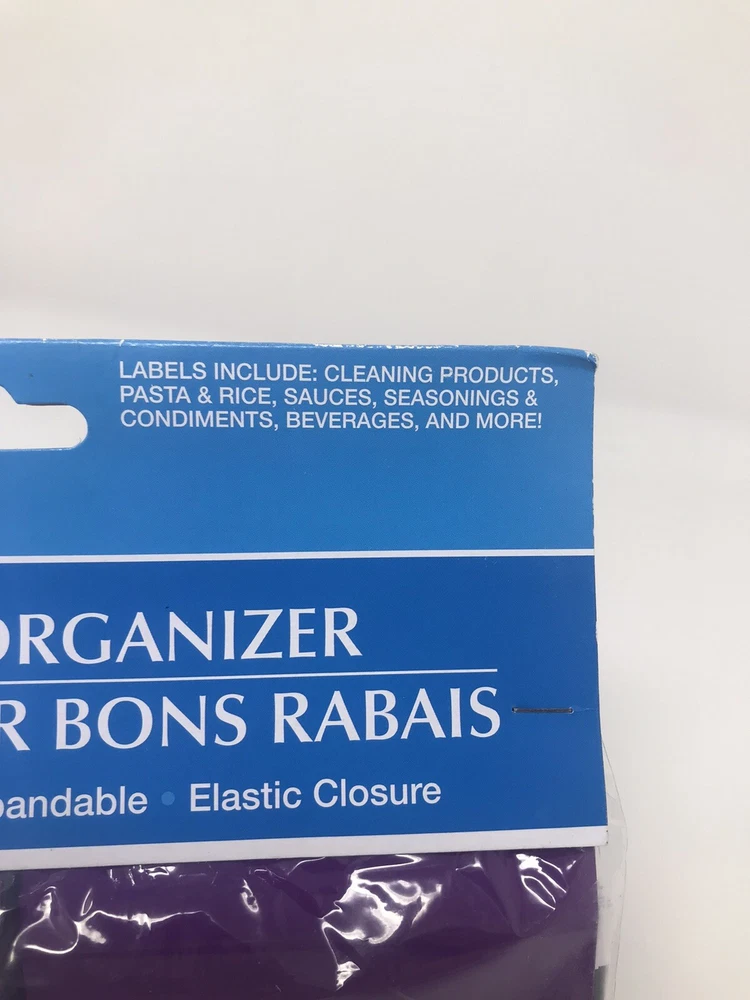 LABELS INCLUDE: CLEANING PRODUCTS,
PASTA & RICE, SAUCES, SEASONINGS &
CONDIMENTS, BEVERAGES, AND MORE!
ORGANIZER
R BONS RABAIS
pandable • Elastic Closure